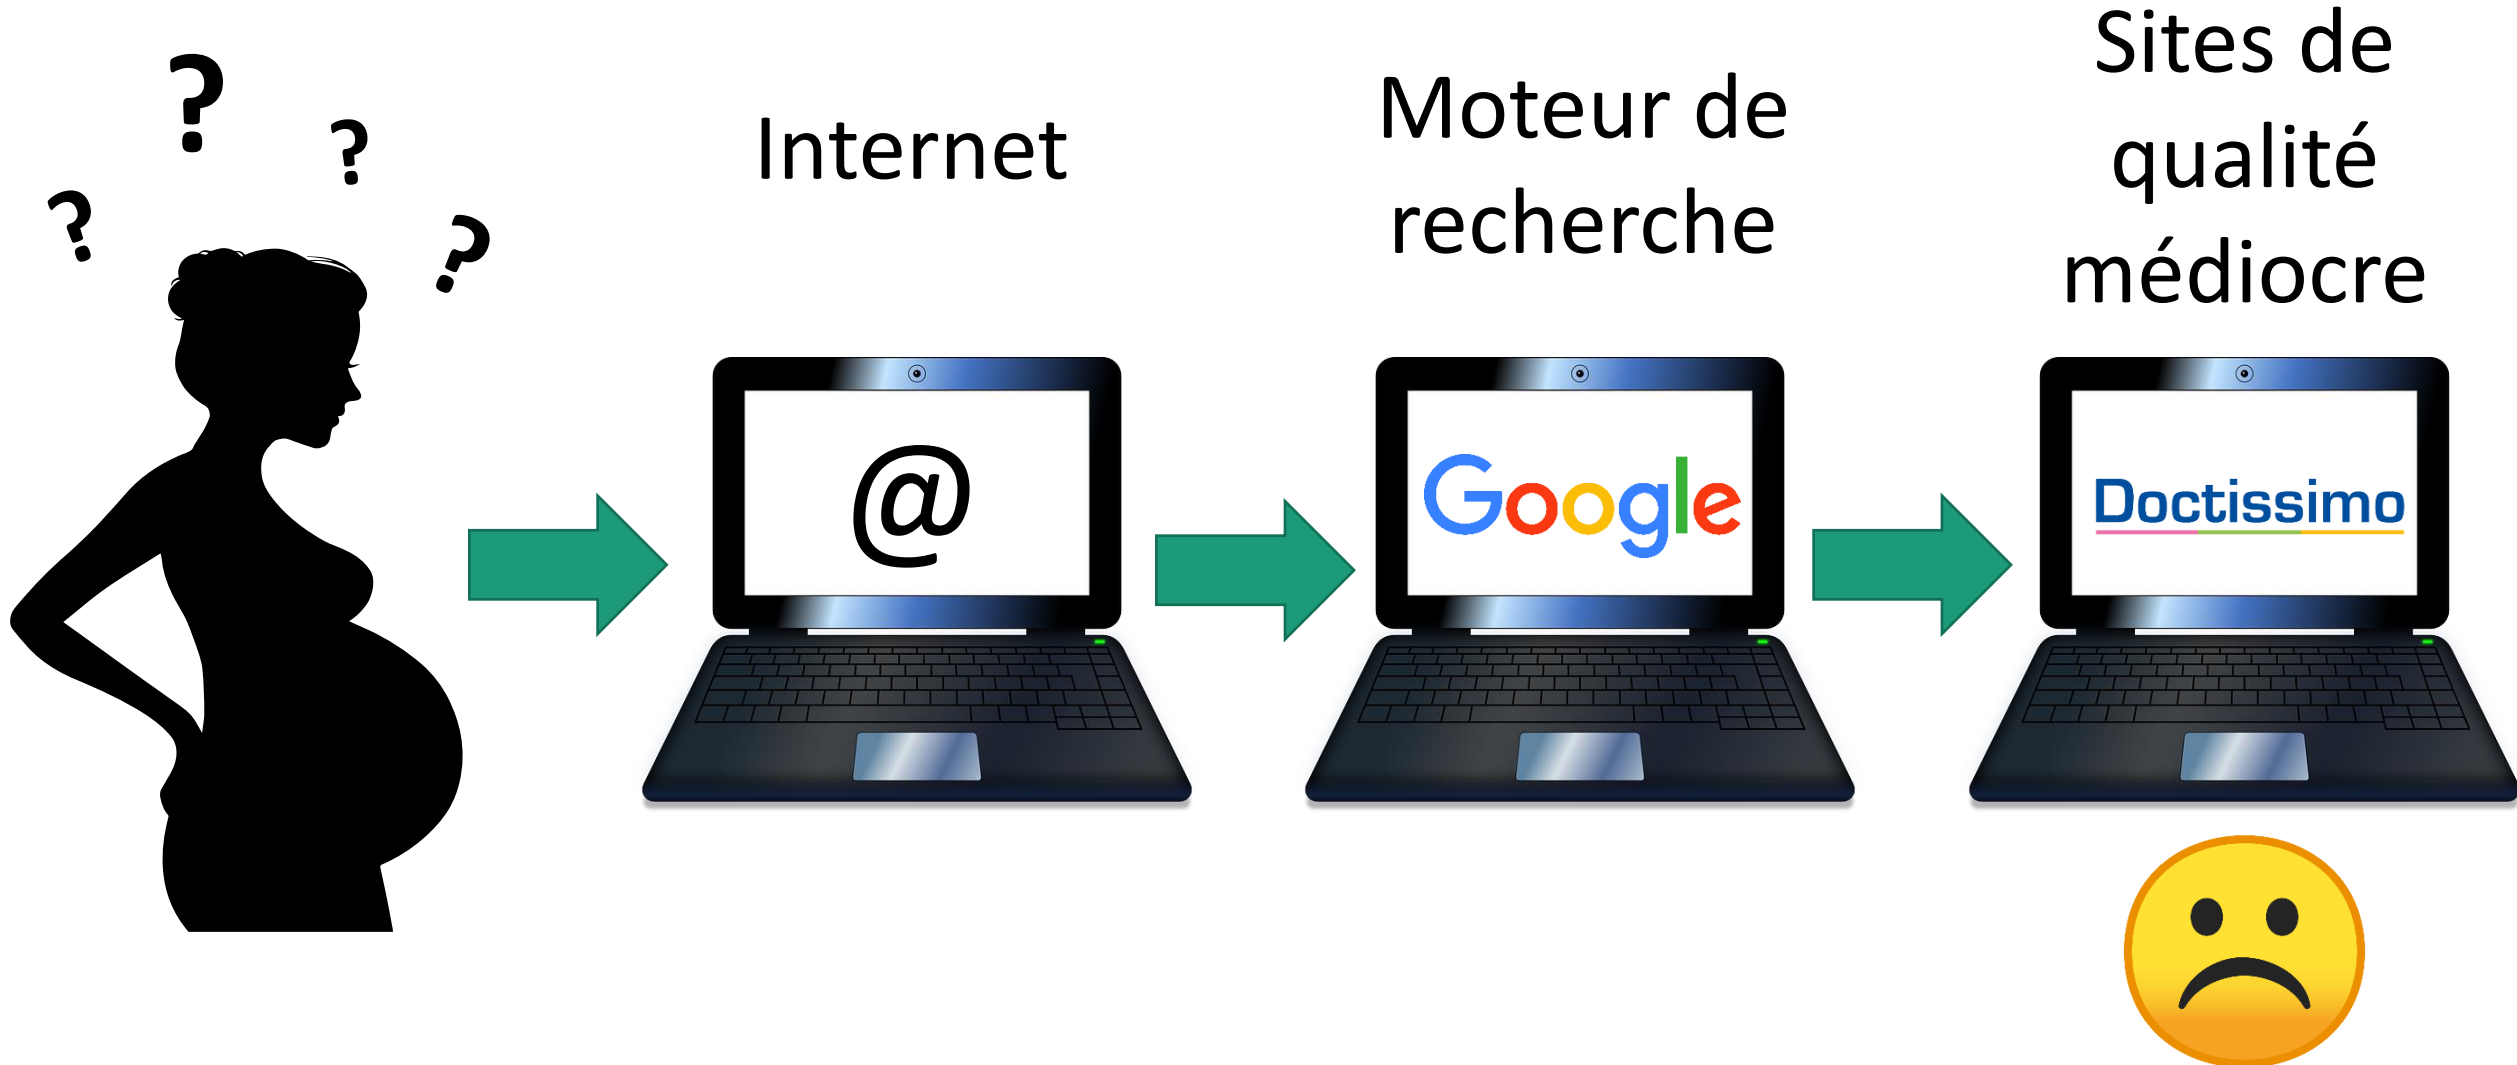 ?
?
?
?
Internet
Moteur de
recherche
Sites de
qualité
médiocre
@
Google
Doctissimo